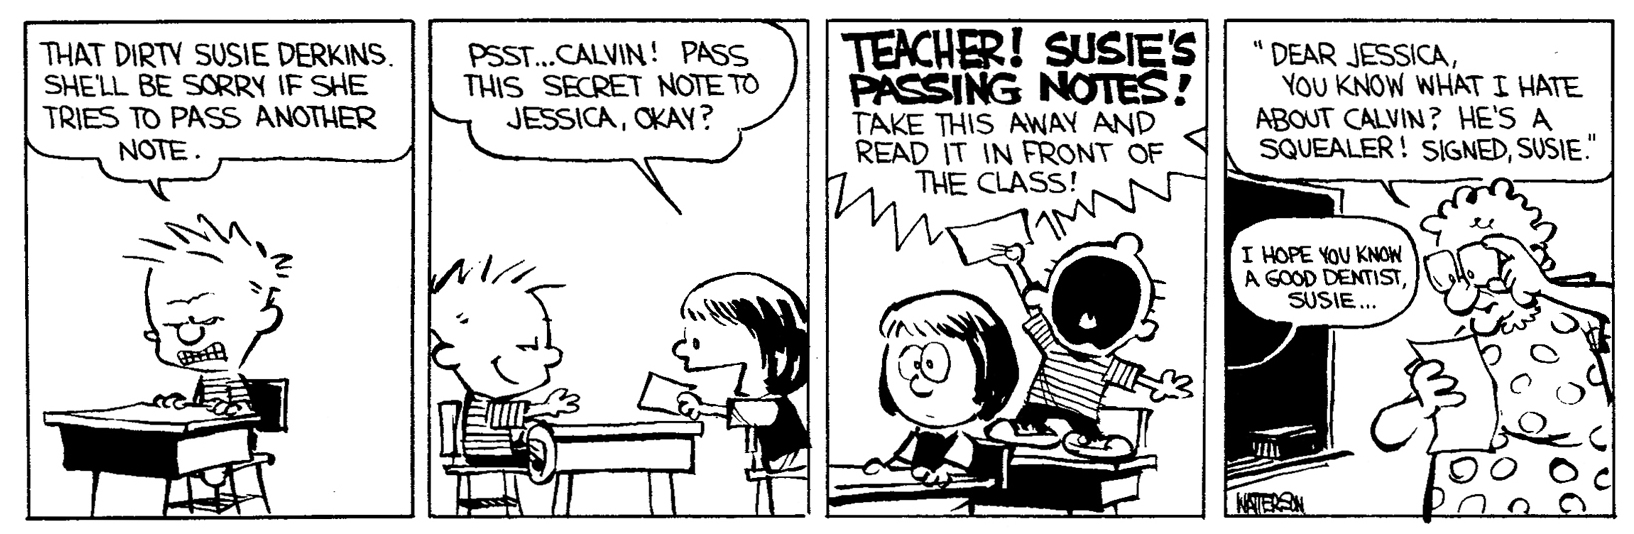 THAT DIRTY SUSIE DERKINS.
SHE'LL BE SORRY IF SHE
TRIES TO PASS ANOTHER
NOTE.
PSST...CALVIN! PASS
THIS SECRET NOTE TO
JESSICA, OKAY?
TEACHER! SUSIE'S
PASSING NOTES!
TAKE THIS AWAY AND
READ IT IN FRONT OF
THE CLASS!
"DEAR JESSICA,
YOU KNOW WHAT I HATE
ABOUT CALVIN? HE'S A
SQUEALER! SIGNED, SUSIE."
I HOPE YOU KNOW
A GOOD DENTIST,
SUSIE...
WATTERSON